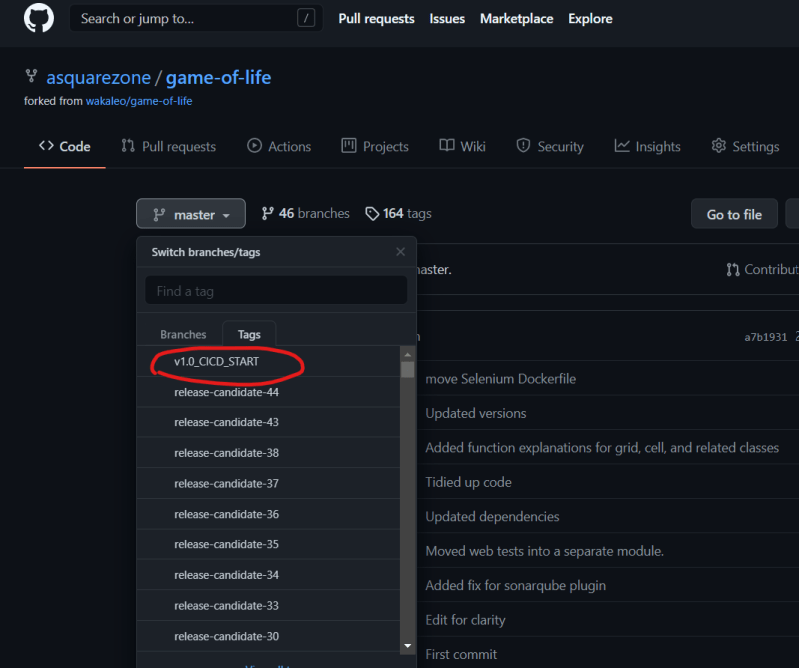 Search or jump to... /
Pull requests Issues Marketplace Explore
asquarezone / game-of-life
forked from wakaleo/game-of-life
<> Code Pull requests Actions Projects Wiki Security Insights Settings
master 46 branches 164 tags Go to file
Switch branches/tags
Find a tag
Branches Tags
v1.0_CICD_START
release-candidate-44
release-candidate-43
release-candidate-38
release-candidate-37
release-candidate-36
release-candidate-35
release-candidate-34
release-candidate-33
release-candidate-30
aster. Contribut
a7b1931
move Selenium Dockerfile
Updated versions
Added function explanations for grid, cell, and related classes
Tidied up code
Updated dependencies
Moved web tests into a separate module.
Added fix for sonarqube plugin
Edit for clarity
First commit